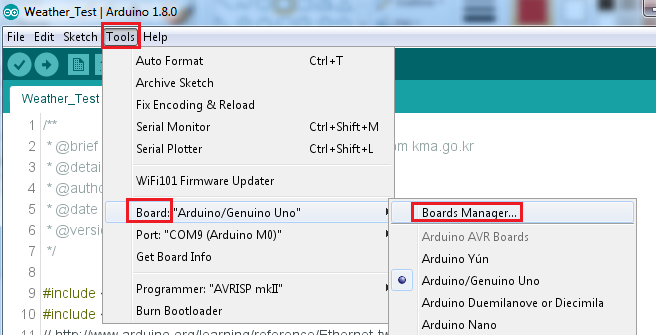 Weather_Test | Arduino 1.8.0
File Edit Sketch Tools Help
Weather_Test
Auto Format Ctrl+T
Archive Sketch
Fix Encoding & Reload
Serial Monitor Ctrl+Shift+M
Serial Plotter Ctrl+Shift+L
WiFi101 Firmware Updater
Board: "Arduino/Genuino Uno"
Port: "COM9 (Arduino M0)"
Get Board Info
Programmer: "AVRISP mkII"
Burn Bootloader
Boards Manager...
Arduino AVR Boards
Arduino Yún
Arduino/Genuino Uno
Arduino Duemilanove or Diecimila
Arduino Nano
1 /**
2 * @brief om kma.go.kr
3 * @detai
4 * @autho
5 * @date
6 * @versio
7 */
8
9 #include <
10 #include <
11 // http://www.arduino.org/learning/reference/Ethernet-tw